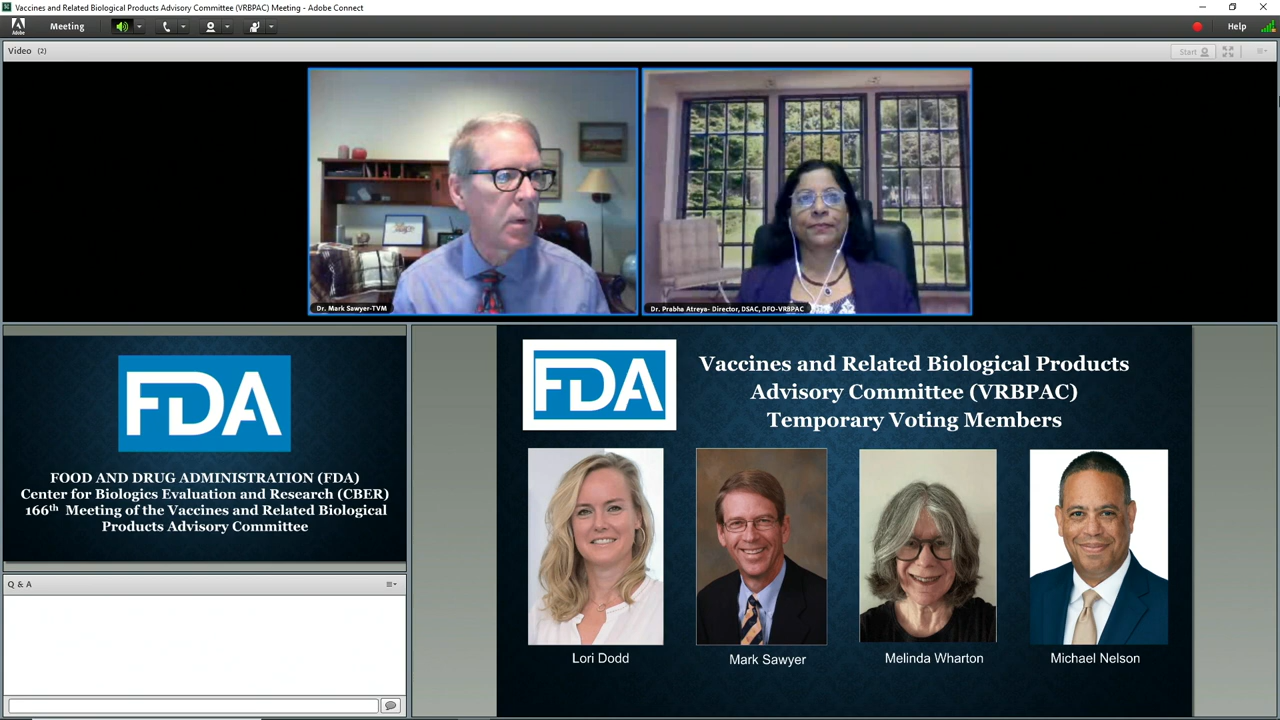 Vaccines and Related Biological Products Advisory Committee (VRBPAC) Meeting - Adobe Connect
Adobe
Meeting
Help
Video (2)
Start
Dr. Mark Sawyer-TVM
Dr. Prabha Atreya- Director, DSAC, DFO-VRBPAC
FDA
FOOD AND DRUG ADMINISTRATION (FDA)
Center for Biologics Evaluation and Research (CBER)
166th Meeting of the Vaccines and Related Biological
Products Advisory Committee
Q & A
FDA
Vaccines and Related Biological Products
Advisory Committee (VRBPAC)
Temporary Voting Members
Lori Dodd
Mark Sawyer
Melinda Wharton
Michael Nelson